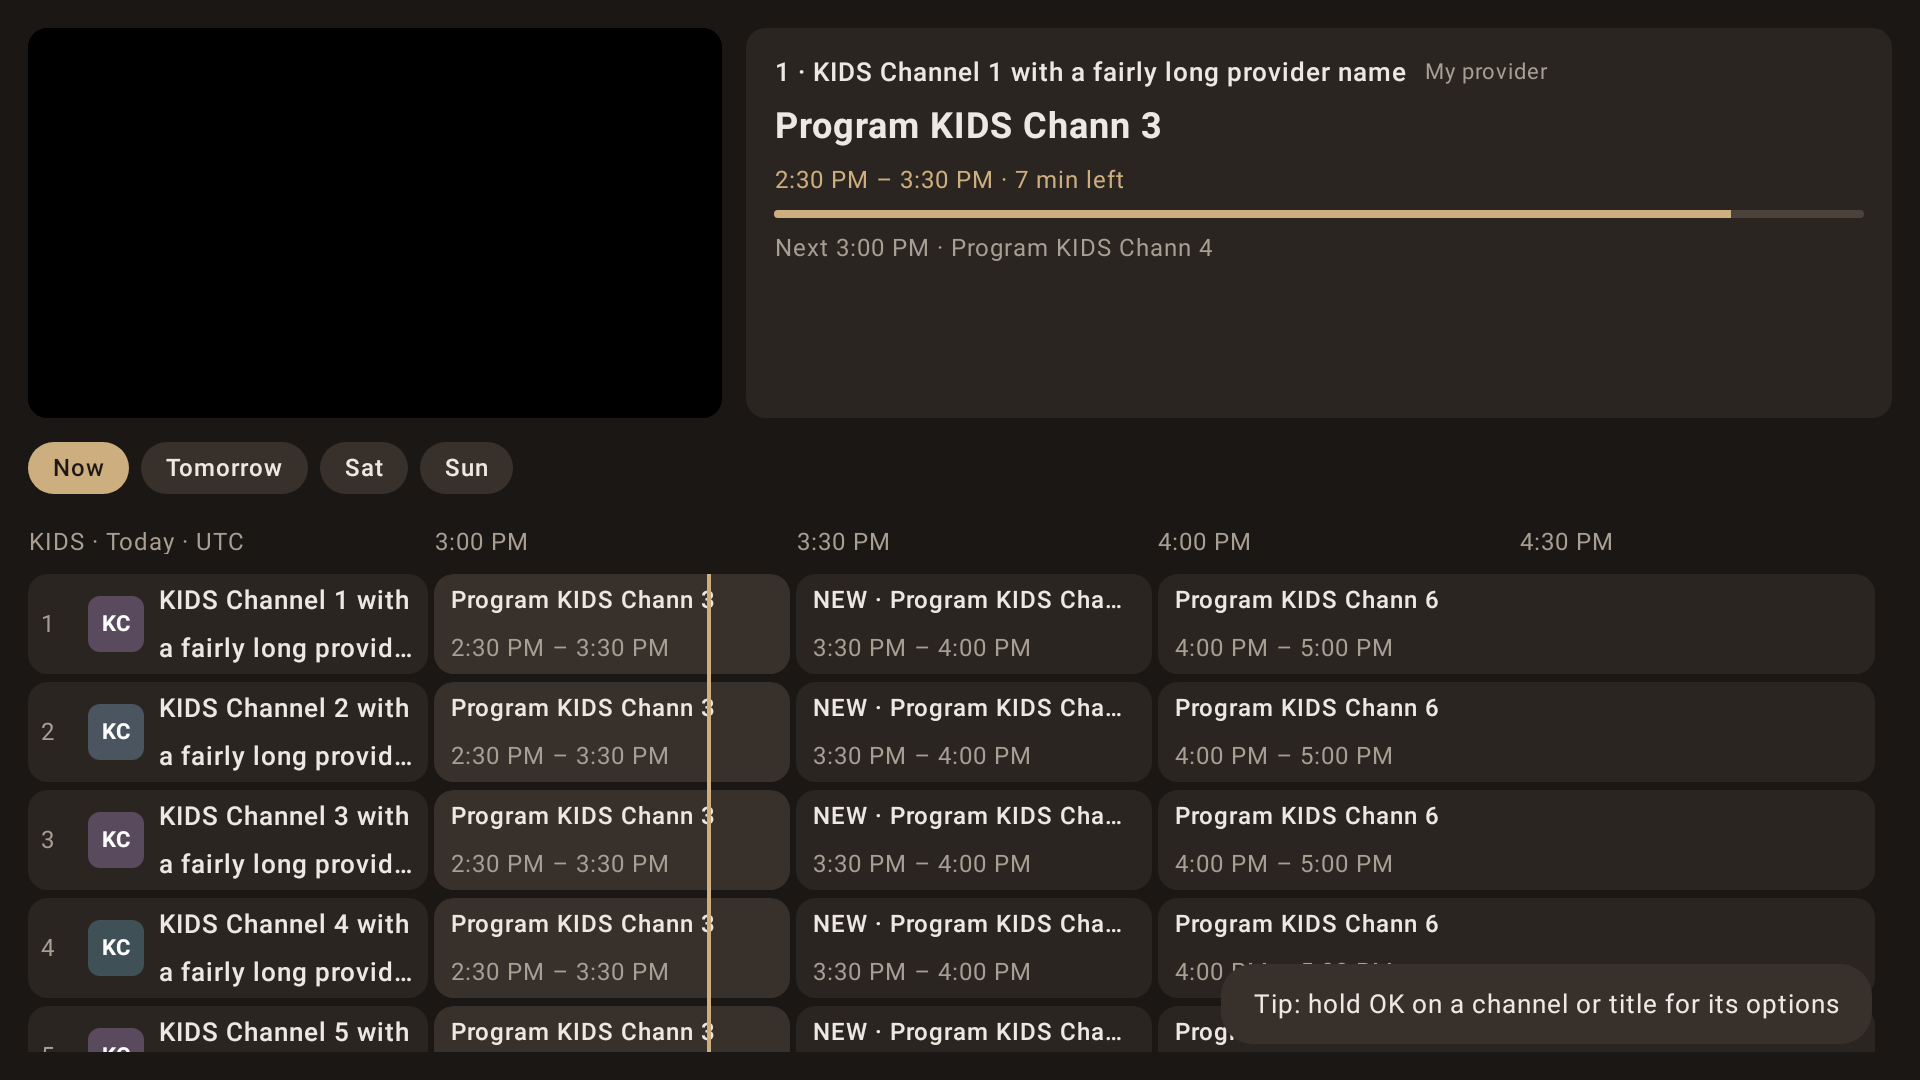 1 · KIDS Channel 1 with a fairly long provider name My provider
Program KIDS Chann 3
2:30 PM – 3:30 PM · 7 min left
Next 3:00 PM · Program KIDS Chann 4
Now Tomorrow Sat Sun
KIDS · Today · UTC 3:00 PM 3:30 PM 4:00 PM 4:30 PM
1 KC KIDS Channel 1 with a fairly long provid…
Program KIDS Chann 3
2:30 PM – 3:30 PM
NEW · Program KIDS Cha…
3:30 PM – 4:00 PM
Program KIDS Chann 6
4:00 PM – 5:00 PM
2 KC KIDS Channel 2 with a fairly long provid…
Program KIDS Chann 3
2:30 PM – 3:30 PM
NEW · Program KIDS Cha…
3:30 PM – 4:00 PM
Program KIDS Chann 6
4:00 PM – 5:00 PM
3 KC KIDS Channel 3 with a fairly long provid…
Program KIDS Chann 3
2:30 PM – 3:30 PM
NEW · Program KIDS Cha…
3:30 PM – 4:00 PM
Program KIDS Chann 6
4:00 PM – 5:00 PM
4 KC KIDS Channel 4 with a fairly long provid…
Program KIDS Chann 3
2:30 PM – 3:30 PM
NEW · Program KIDS Cha…
3:30 PM – 4:00 PM
Program KIDS Chann 6
4:00
KIDS Channel 5 with
Program KIDS Chann 3
NEW · Program KIDS Cha…
Tip: hold OK on a channel or title for its options